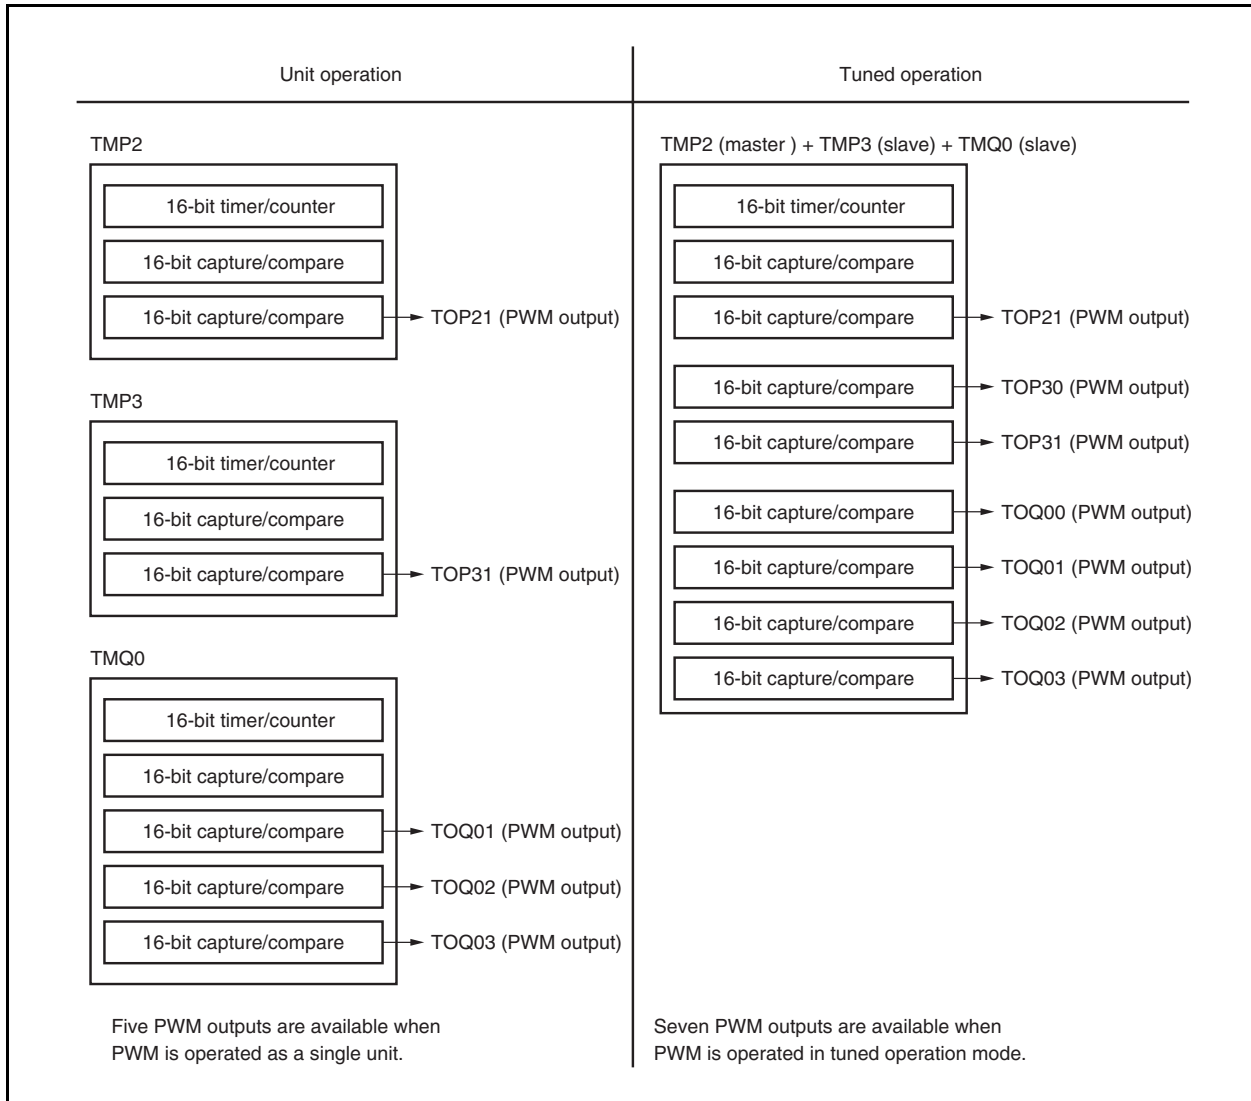 Unit operation
TMP2
16-bit timer/counter
16-bit capture/compare
16-bit capture/compare
TOP21 (PWM output)
TMP3
16-bit timer/counter
16-bit capture/compare
16-bit capture/compare
TOP31 (PWM output)
TMQ0
16-bit timer/counter
16-bit capture/compare
16-bit capture/compare
TOQ01 (PWM output)
16-bit capture/compare
TOQ02 (PWM output)
16-bit capture/compare
TOQ03 (PWM output)
Five PWM outputs are available when
PWM is operated as a single unit.
Tuned operation
TMP2 (master ) + TMP3 (slave) + TMQ0 (slave)
16-bit timer/counter
16-bit capture/compare
16-bit capture/compare
TOP21 (PWM output)
16-bit capture/compare
TOP30 (PWM output)
16-bit capture/compare
TOP31 (PWM output)
16-bit capture/compare
TOQ00 (PWM output)
16-bit capture/compare
TOQ01 (PWM output)
16-bit capture/compare
TOQ02 (PWM output)
16-bit capture/compare
TOQ03 (PWM output)
Seven PWM outputs are available when
PWM is operated in tuned operation mode.